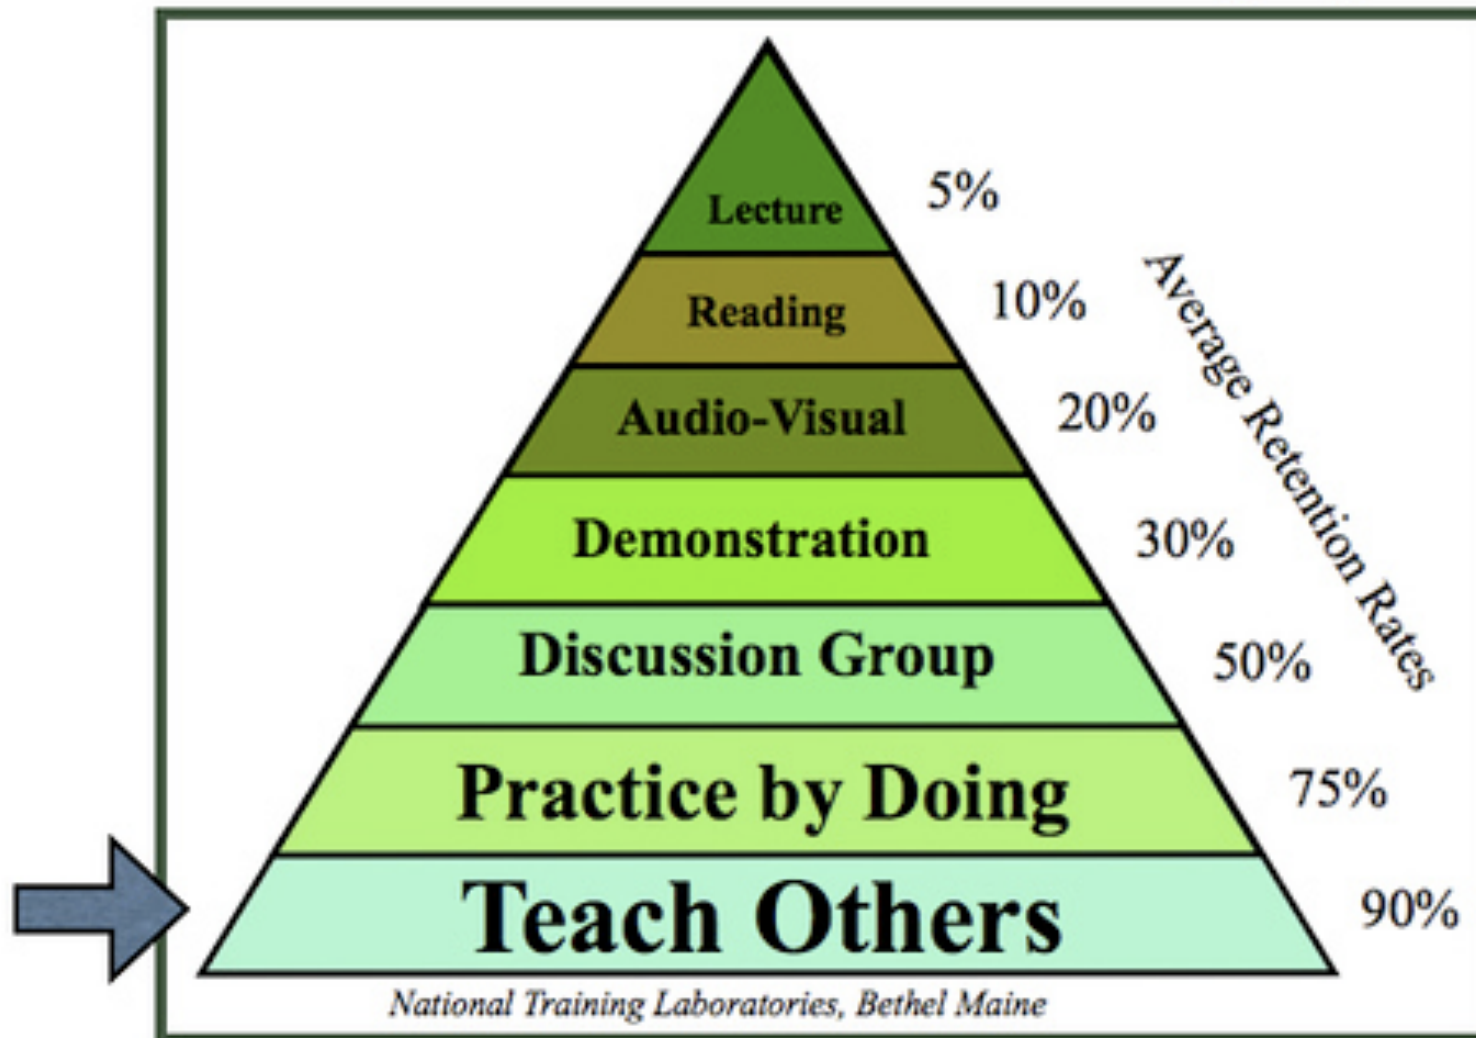 Lecture
5%
Reading
10%
Audio-Visual
20%
Demonstration
30%
Discussion Group
50%
Practice by Doing
75%
Teach Others
90%
Average Retention Rates
National Training Laboratories, Bethel Maine